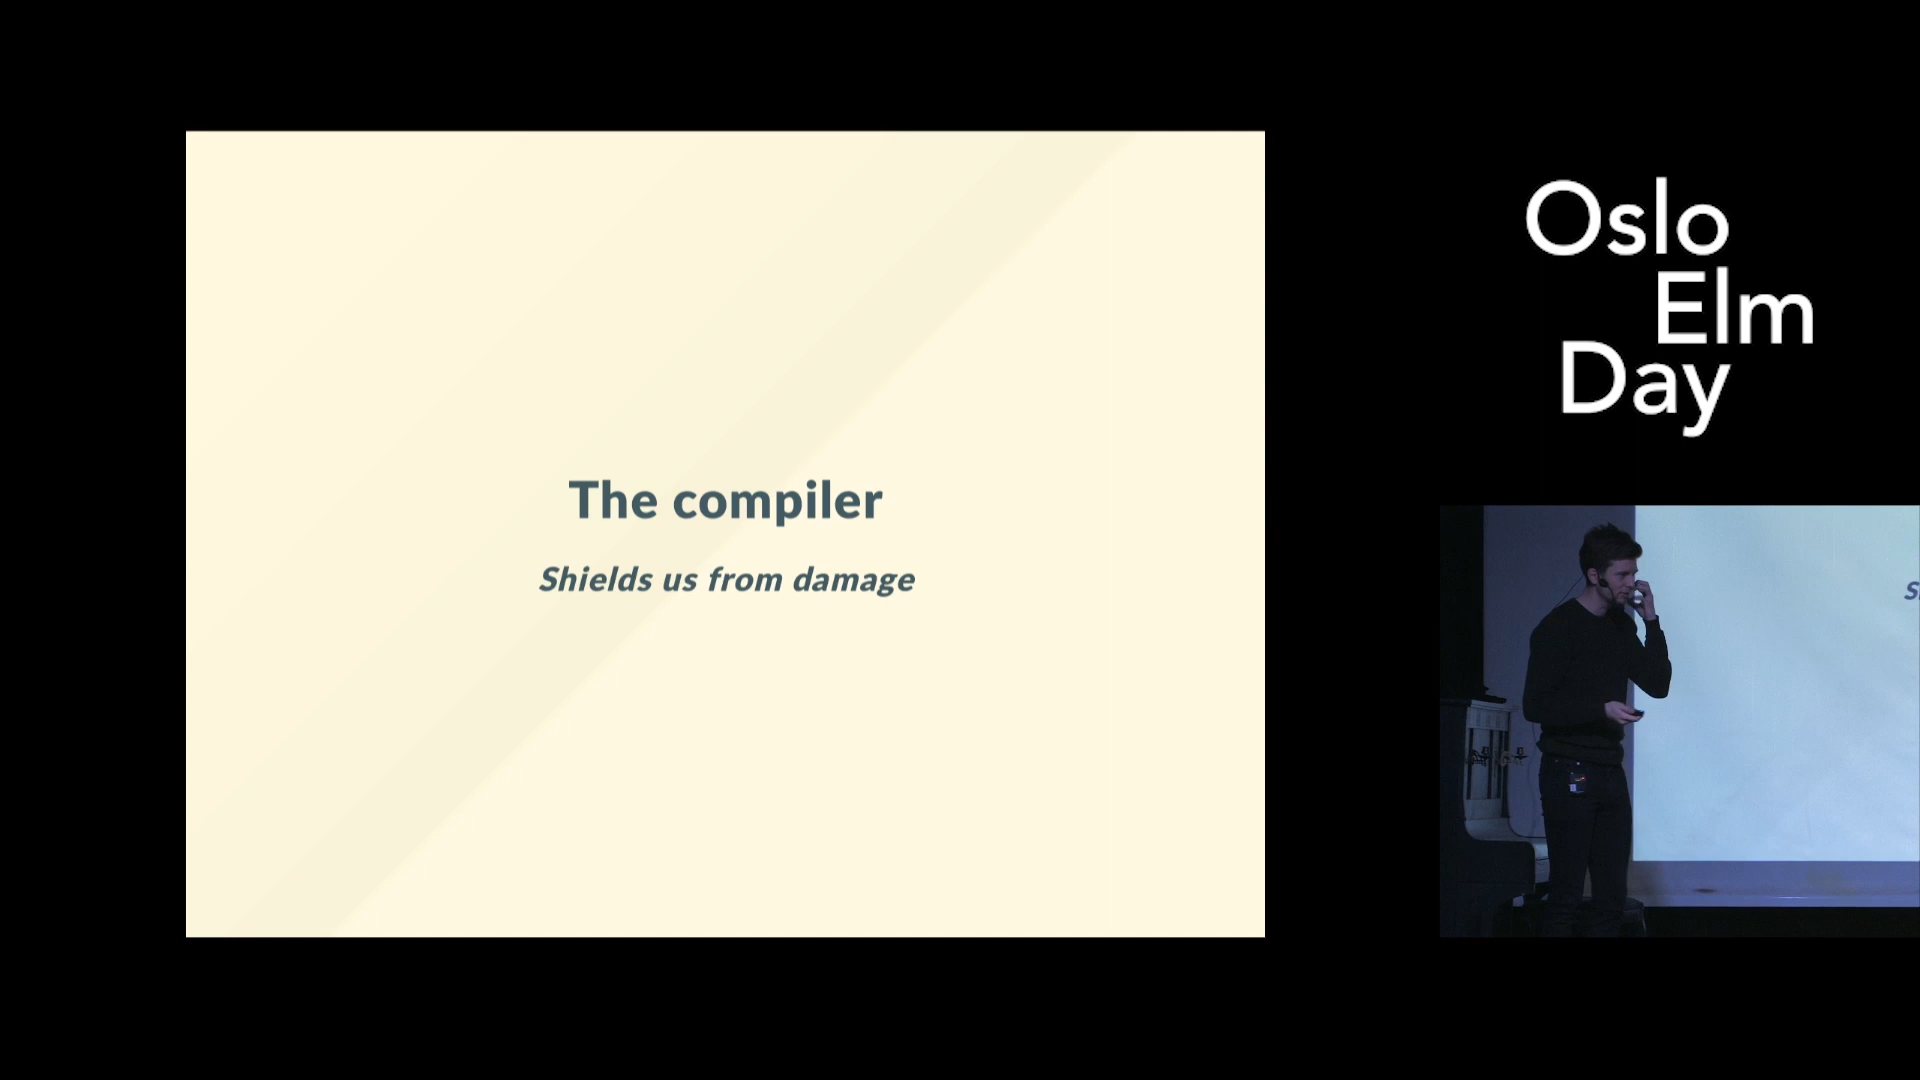 The compiler
Shields us from damage
Oslo
Elm
Day